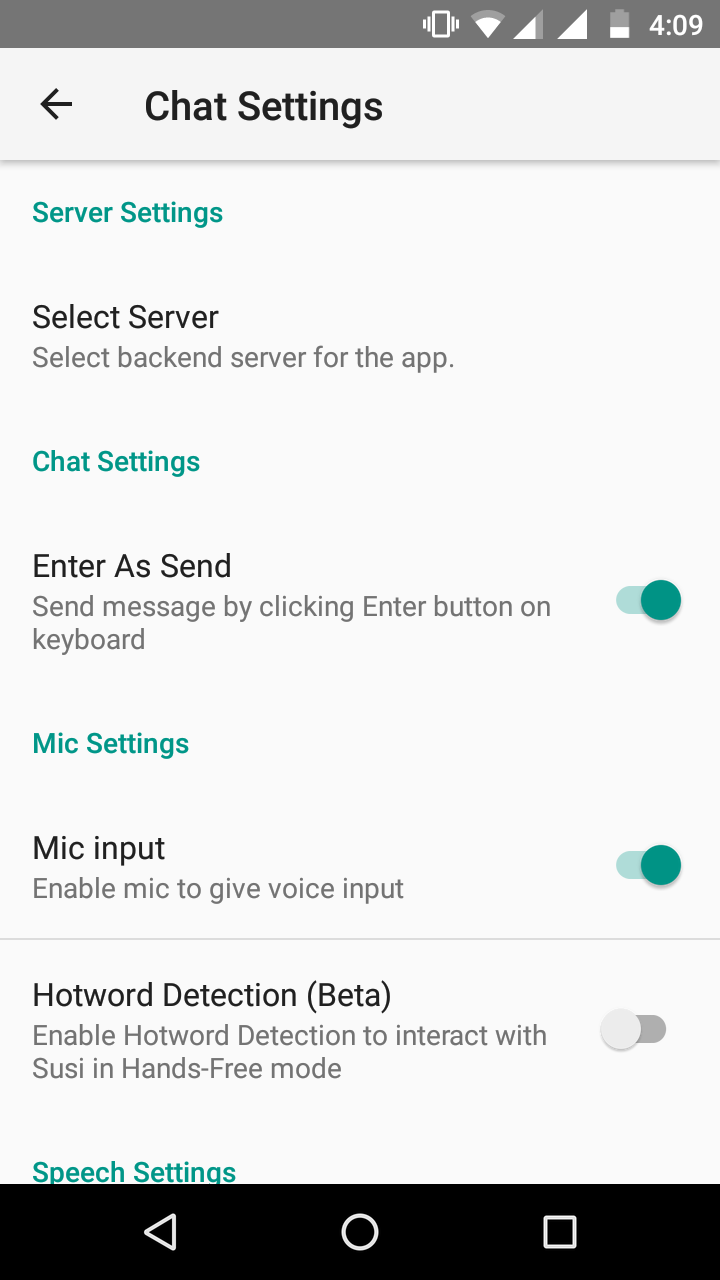 4:09
Chat Settings
Server Settings
Select Server
Select backend server for the app.
Chat Settings
Enter As Send
Send message by clicking Enter button on
keyboard
Mic Settings
Mic input
Enable mic to give voice input
Hotword Detection (Beta)
Enable Hotword Detection to interact with
Susi in Hands-Free mode
Speech Settings